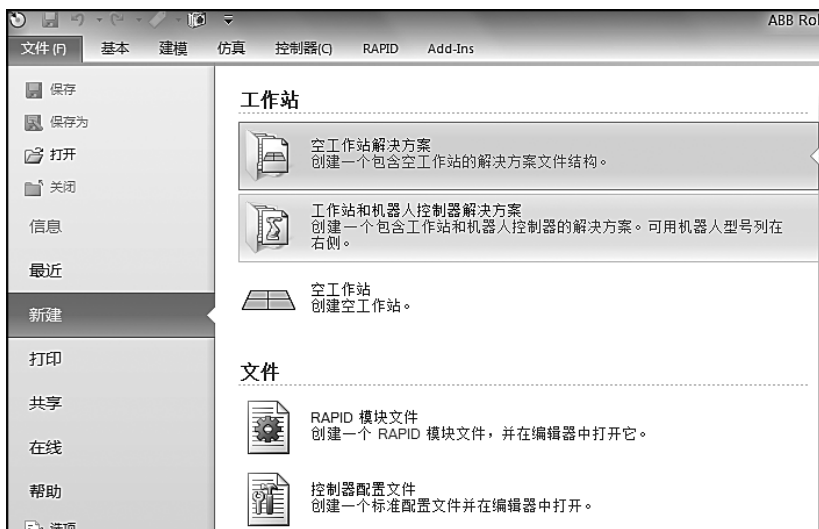 ABB Ro
文件(F) 基本 建模 仿真 控制器(C) RAPID Add-Ins
保存
保存为
打开
关闭
信息
最近
新建
打印
共享
在线
帮助
选项
工作站
空工作站解决方案
创建一个包含空工作站的解决方案文件结构。
工作站和机器人控制器解决方案
创建一个包含工作站和机器人控制器的解决方案。可用机器人型号列在
右侧。
空工作站
创建空工作站。
文件
RAPID 模块文件
创建一个 RAPID 模块文件，并在编辑器中打开它。
控制器配置文件
创建一个标准配置文件并在编辑器中打开。